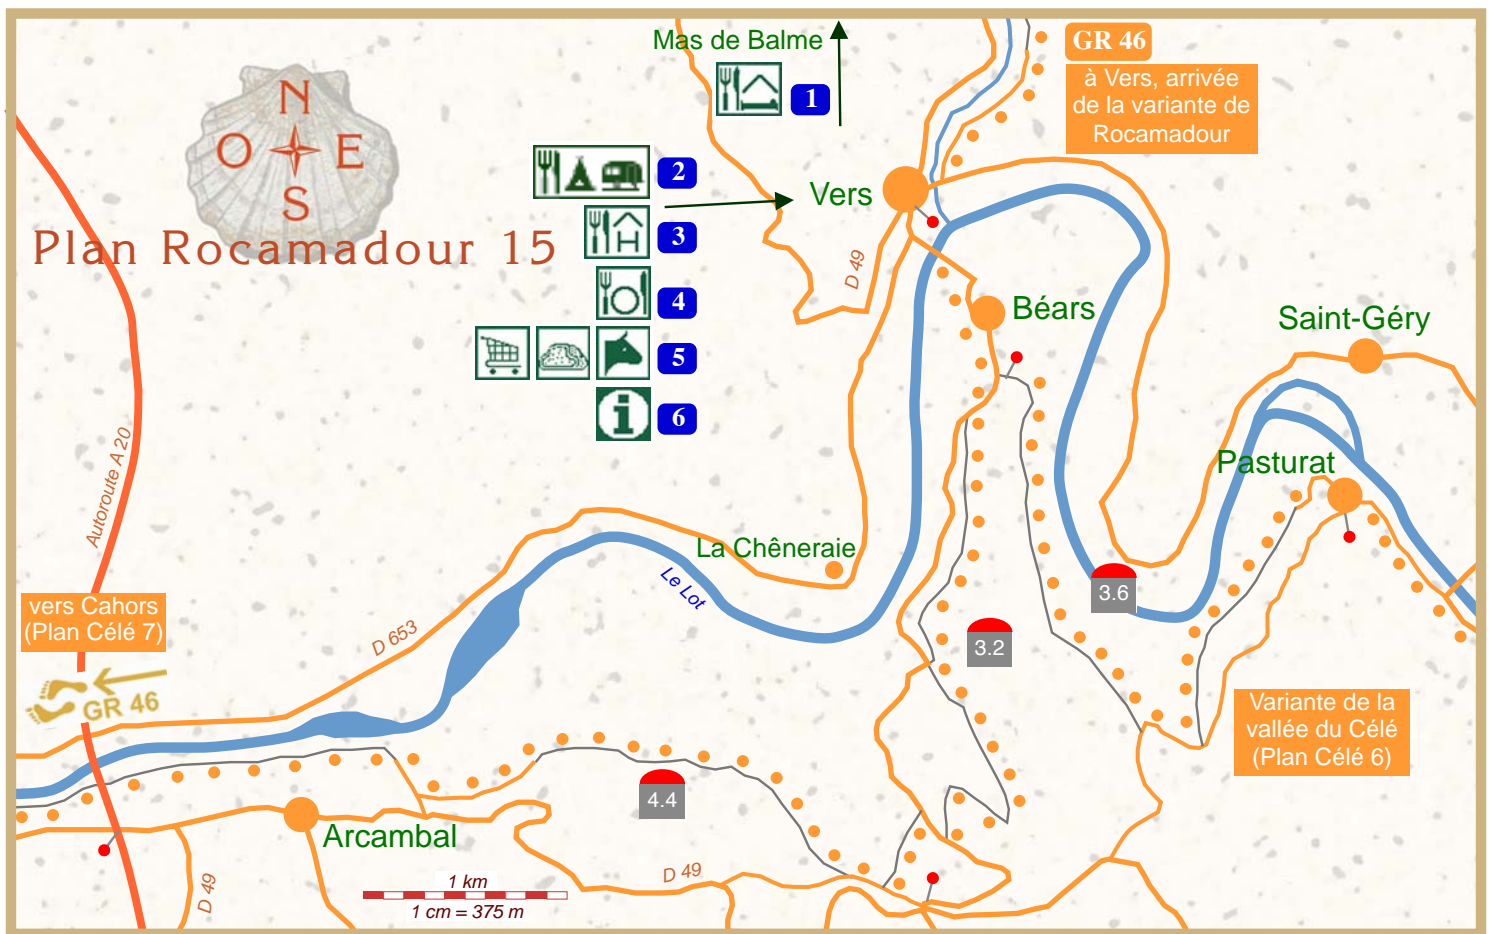 Mas de Balme
1
GR 46
à Vers, arrivée
de la variante de
Rocamadour
N
O E
S
Plan Rocamadour 15
2
3
4
5
6
Vers
D 49
Béars
Saint-Géry
Pasturat
Autoroute A 20
La Chêneraie
Le Lot
3.6
3.2
vers Cahors
(Plan Célé 7)
GR 46
D 653
Variante de la
vallée du Célé
(Plan Célé 6)
4.4
Arcambal
D 49
D 49
1 km
1 cm = 375 m